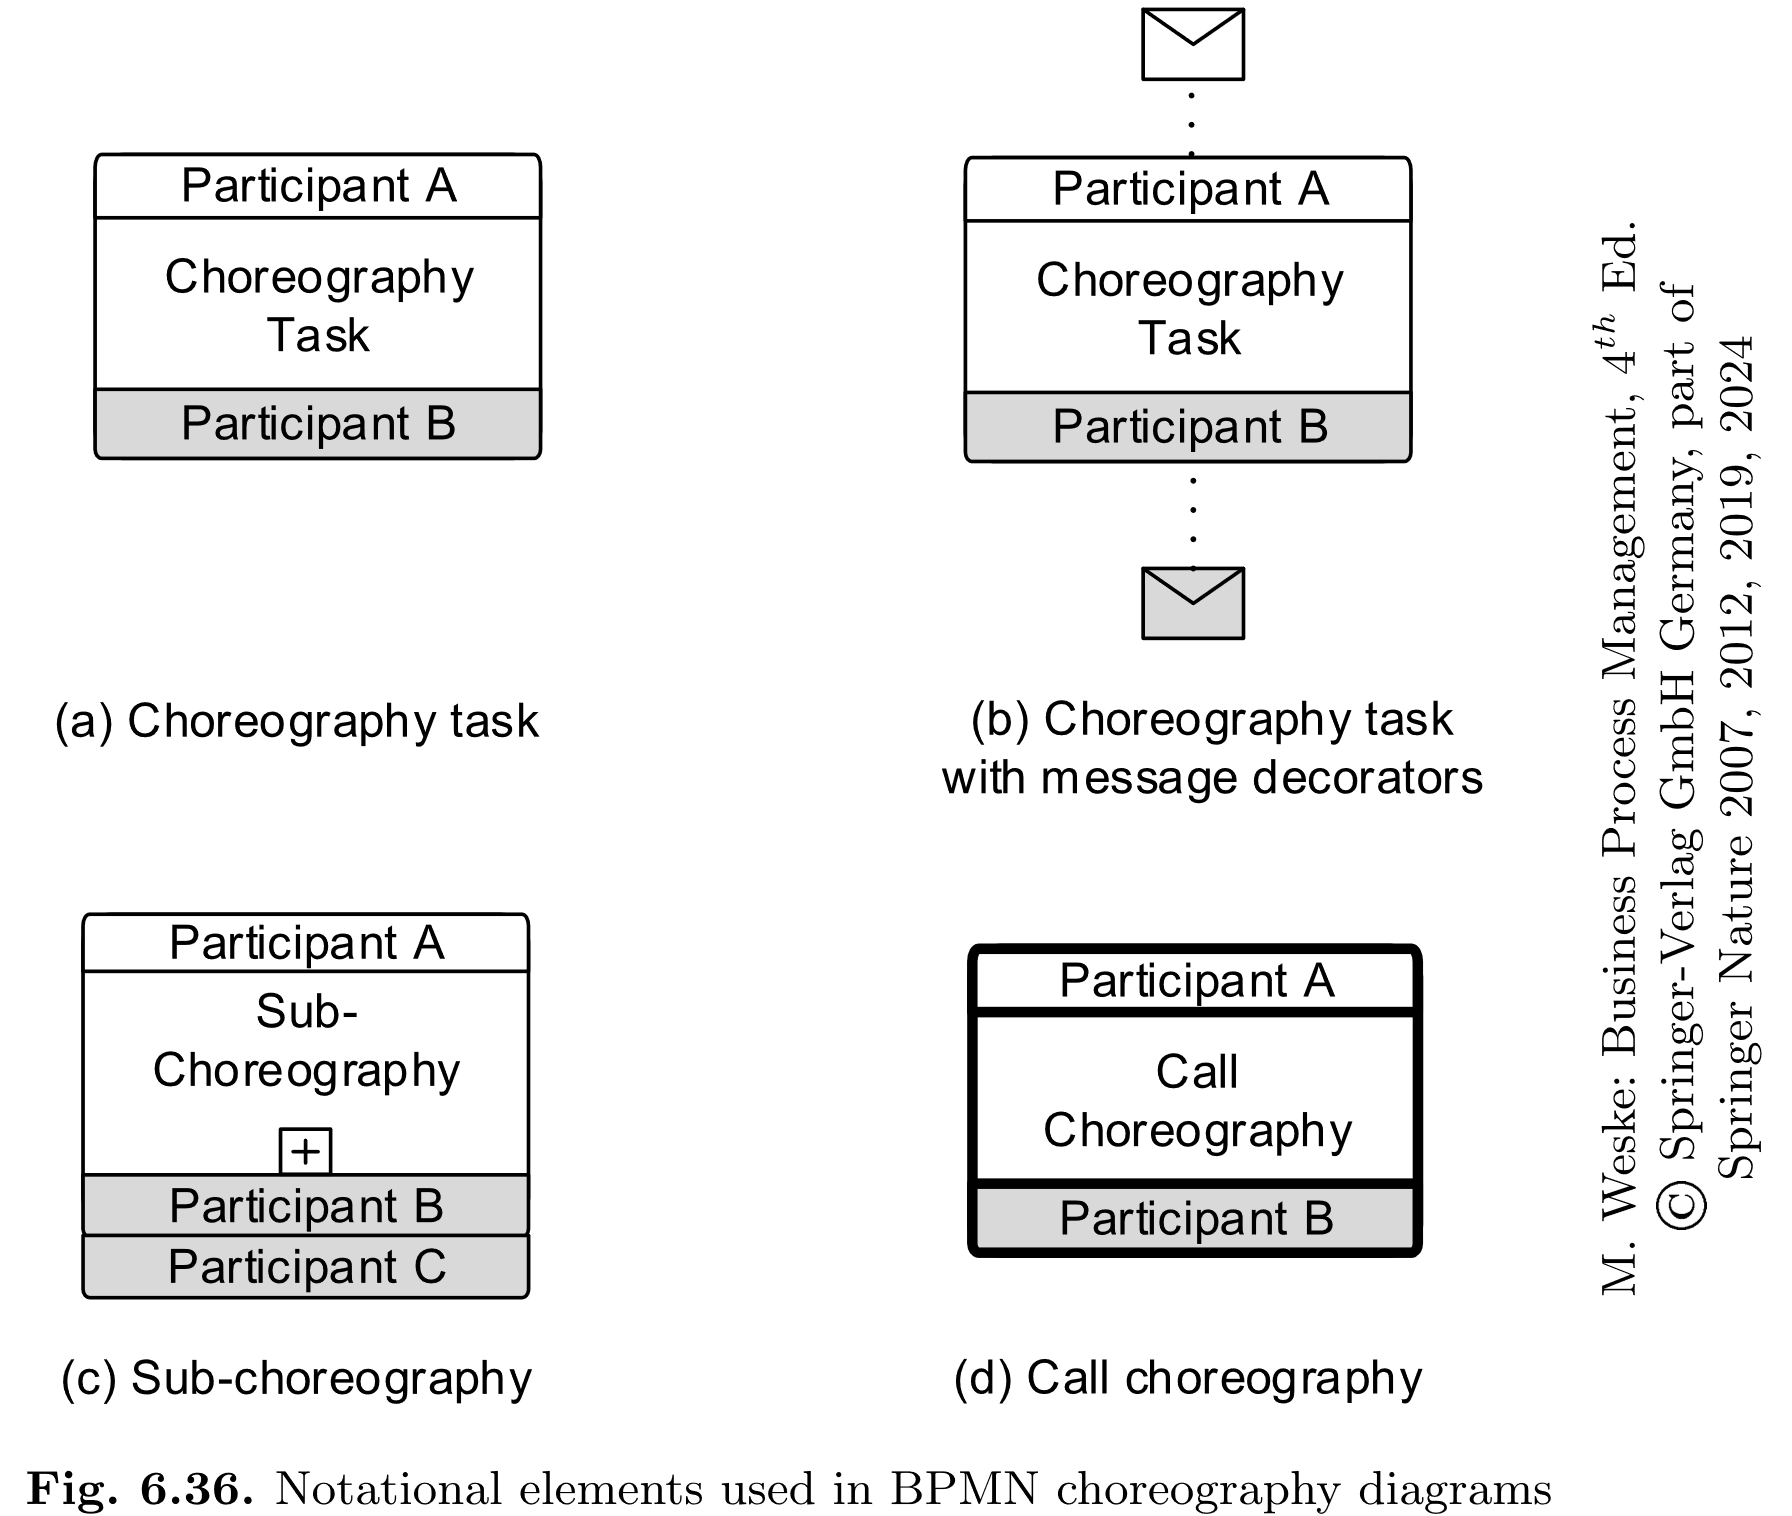 Participant A
Choreography
Task
Participant B
(a) Choreography task
Participant A
Choreography
Task
Participant B
(b) Choreography task
with message decorators
Participant A
Sub-
Choreography
+
Participant B
Participant C
(c) Sub-choreography
Participant A
Call
Choreography
Participant B
(d) Call choreography
M. Weske: Business Process Management, 4th Ed.
© Springer-Verlag GmbH Germany, part of
Springer Nature 2007, 2012, 2019, 2024
Fig. 6.36. Notational elements used in BPMN choreography diagrams